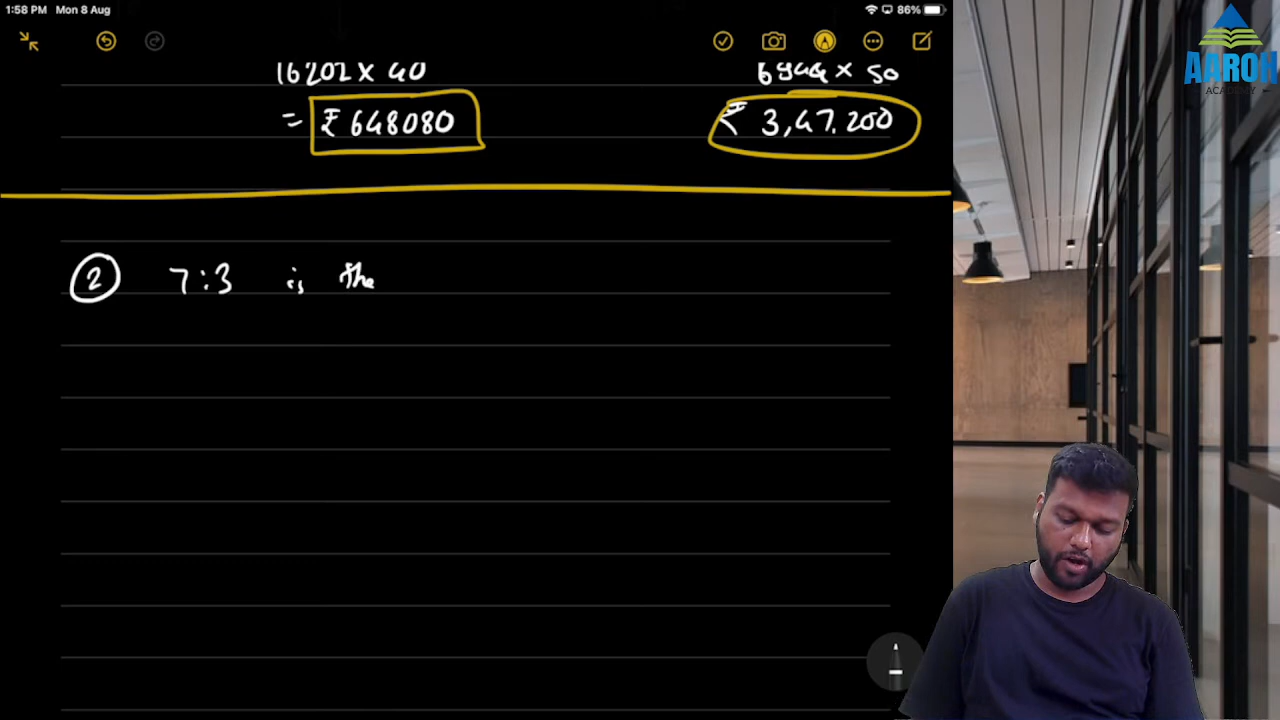 1:58 PM Mon 8 Aug
86%
16202 × 40
= ₹ 648080
6944 × 50
₹ 3,47,200
2 7:3 is the
AARON
ACADEMY